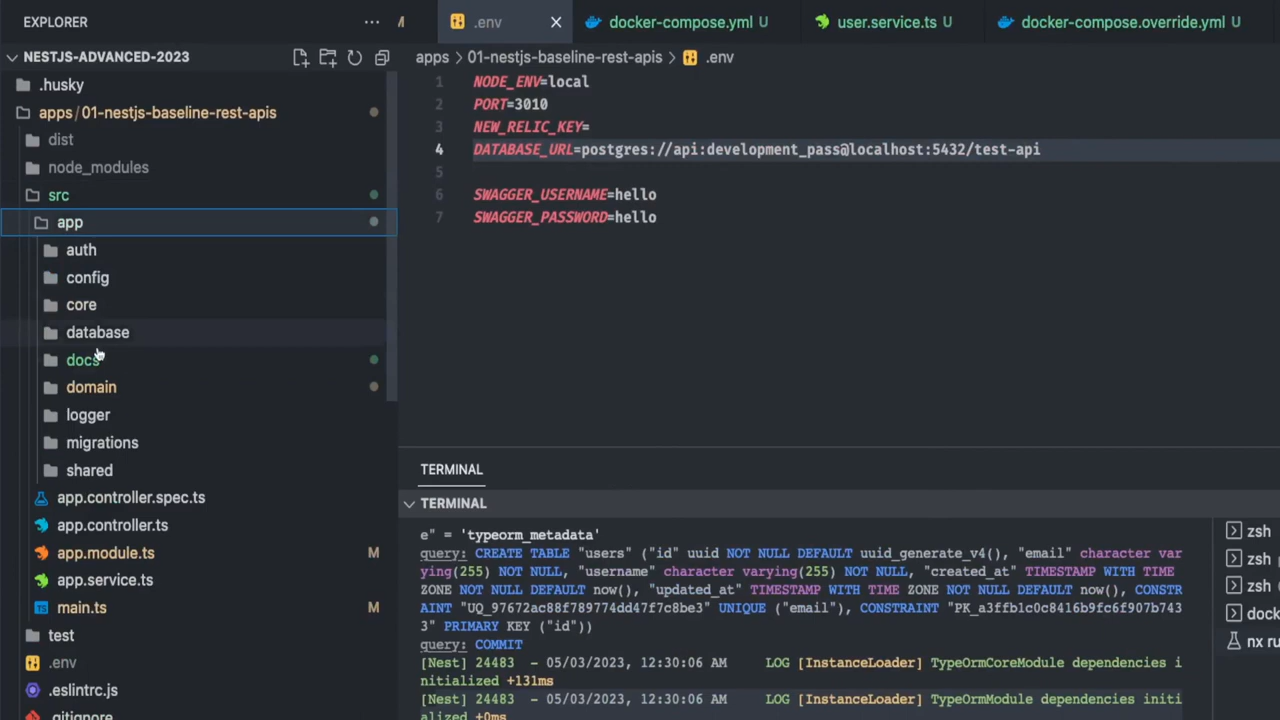 EXPLORER
.env
docker-compose.yml U
user.service.ts U
docker-compose.override.yml U
NESTJS-ADVANCED-2023
apps > 01-nestjs-baseline-rest-apis > .env
.husky
apps / 01-nestjs-baseline-rest-apis
dist
node_modules
src
app
auth
config
core
database
docs
domain
logger
migrations
shared
app.controller.spec.ts
app.controller.ts
app.module.ts M
app.service.ts
main.ts M
test
.env
.eslintrc.js
.gitignore
1 NODE_ENV=local
2 PORT=3010
3 NEW_RELIC_KEY=
4 DATABASE_URL=postgres://api:development_pass@localhost:5432/test-api
5
6 SWAGGER_USERNAME=hello
7 SWAGGER_PASSWORD=hello
TERMINAL
TERMINAL
e" = 'typeorm_metadata'
query: CREATE TABLE "users" ("id" uuid NOT NULL DEFAULT uuid_generate_v4(), "email" character var
ying(255) NOT NULL, "username" character varying(255) NOT NULL, "created_at" TIMESTAMP WITH TIME
ZONE NOT NULL DEFAULT now(), "updated_at" TIMESTAMP WITH TIME ZONE NOT NULL DEFAULT now(), CONSTR
AINT "UQ_97672ac88f789774dd47f7c8be3" UNIQUE ("email"), CONSTRAINT "PK_a3ffb1c0c8416b9fc6f907b743
3" PRIMARY KEY ("id"))
query: COMMIT
[Nest] 24483 - 05/03/2023, 12:30:06 AM LOG [InstanceLoader] TypeOrmCoreModule dependencies i
nitialized +131ms
[Nest] 24483 - 05/03/2023, 12:30:06 AM LOG [InstanceLoader] TypeOrmModule dependencies initi
alized +0ms
zsh
zsh
zsh
dock
nx ru